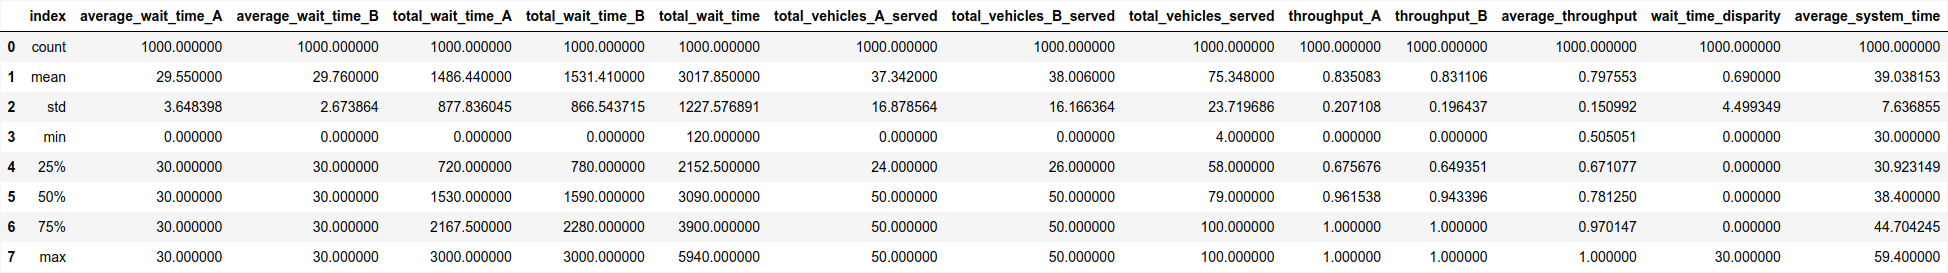 index average_wait_time_A average_wait_time_B total_wait_time_A total_wait_time_B total_wait_time total_vehicles_A_served total_vehicles_B_served total_vehicles_served throughput_A throughput_B average_throughput wait_time_disparity average_system_time
0 count 1000.000000 1000.000000 1000.000000 1000.000000 1000.000000 1000.000000 1000.000000 1000.000000 1000.000000 1000.000000 1000.000000 1000.000000 1000.000000
1 mean 29.550000 29.760000 1486.440000 1531.410000 3017.850000 37.342000 38.006000 75.348000 0.835083 0.831106 0.797553 0.690000 39.038153
2 std 3.648398 2.673864 877.836045 866.543715 1227.576891 16.878564 16.166364 23.719686 0.207108 0.196437 0.150992 4.499349 7.636855
3 min 0.000000 0.000000 0.000000 0.000000 120.000000 0.000000 0.000000 4.000000 0.000000 0.000000 0.505051 0.000000 30.000000
4 25% 30.000000 30.000000 720.000000 780.000000 2152.500000 24.000000 26.000000 58.000000 0.675676 0.649351 0.671077 0.000000 30.923149
5 50% 30.000000 30.000000 1530.000000 1590.000000 3090.000000 50.000000 50.000000 79.000000 0.961538 0.943396 0.781250 0.000000 38.400000
6 75% 30.000000 30.000000 2167.500000 2280.000000 3900.000000 50.000000 50.000000 100.000000 1.000000 1.000000 0.970147 0.000000 44.704245
7 max 30.000000 30.000000 3000.000000 3000.000000 5940.000000 50.000000 50.000000 100.000000 1.000000 1.000000 1.000000 30.000000 59.400000